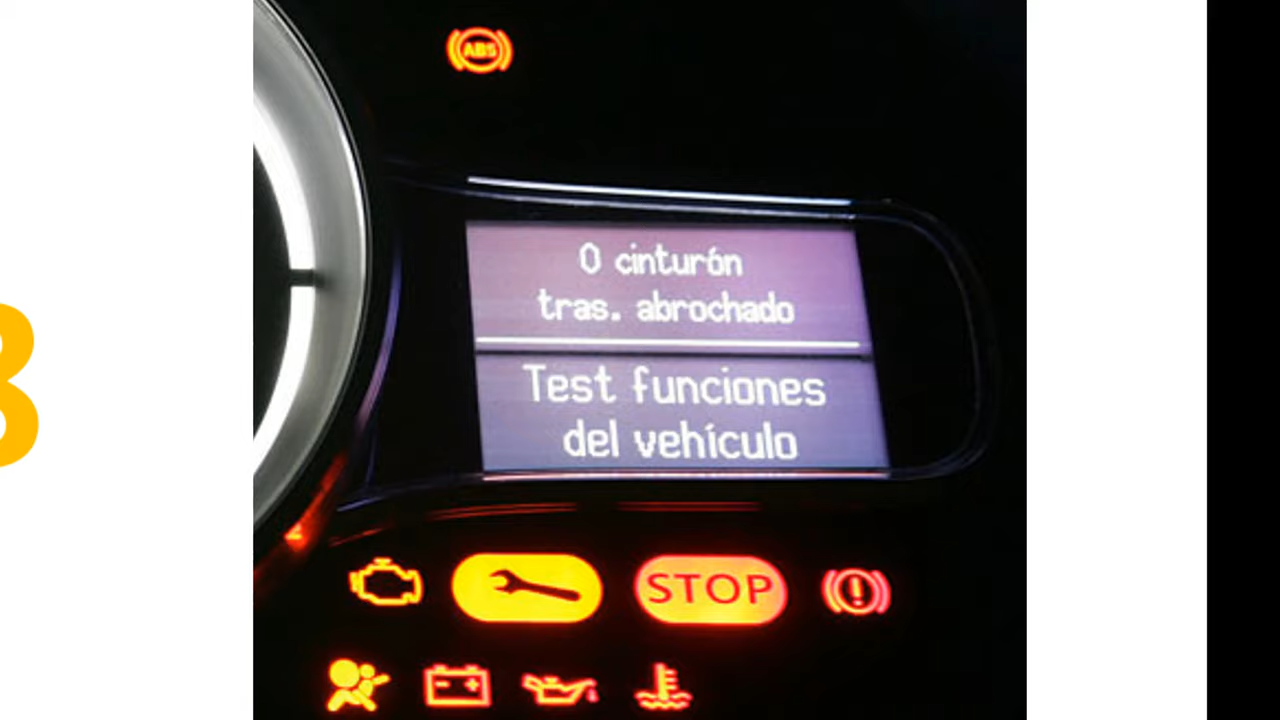 ABS
0 cinturón
tras. abrochado
Test funciones
del vehículo
STOP